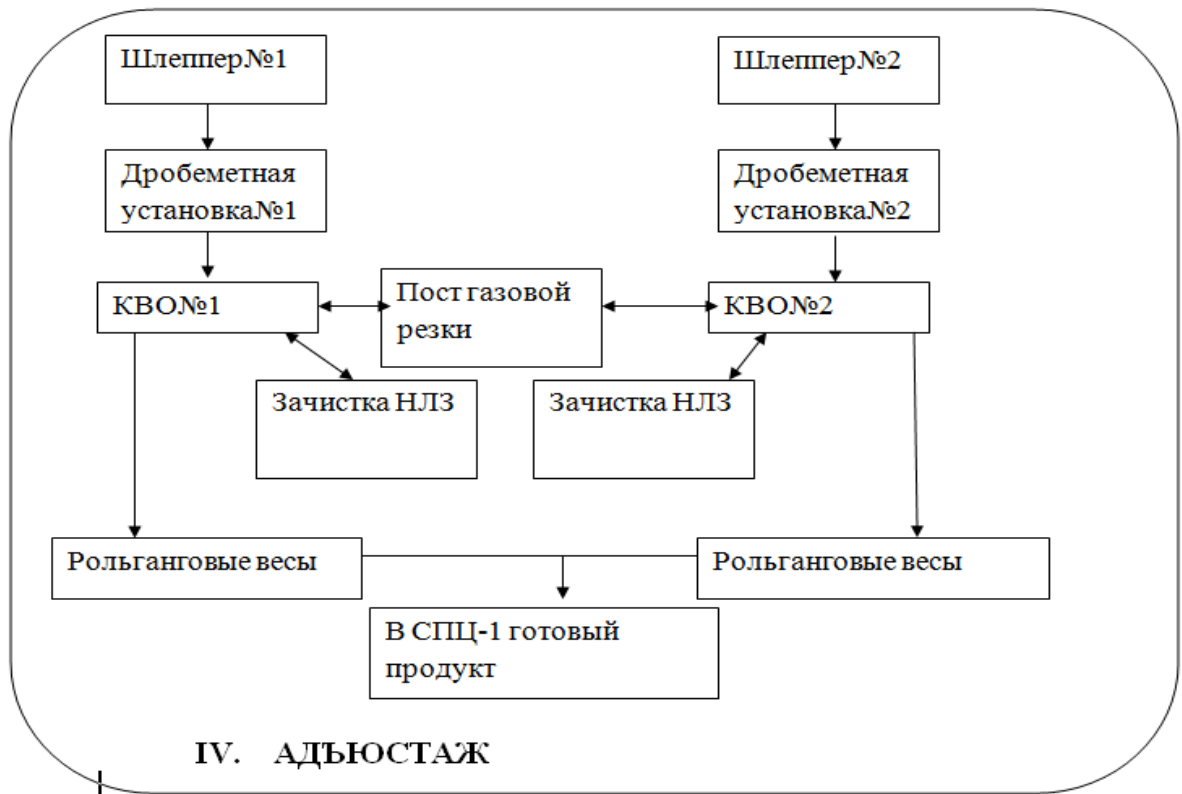 Шлеппер№1
Шлеппер№2
Дробеметная
установка№1
Дробеметная
установка№2
КВО№1
Пост газовой
резки
КВО№2
Зачистка НЛЗ
Зачистка НЛЗ
Рольганговые весы
Рольганговые весы
В СПЦ-1 готовый
продукт
IV. АДЪЮСТАЖ